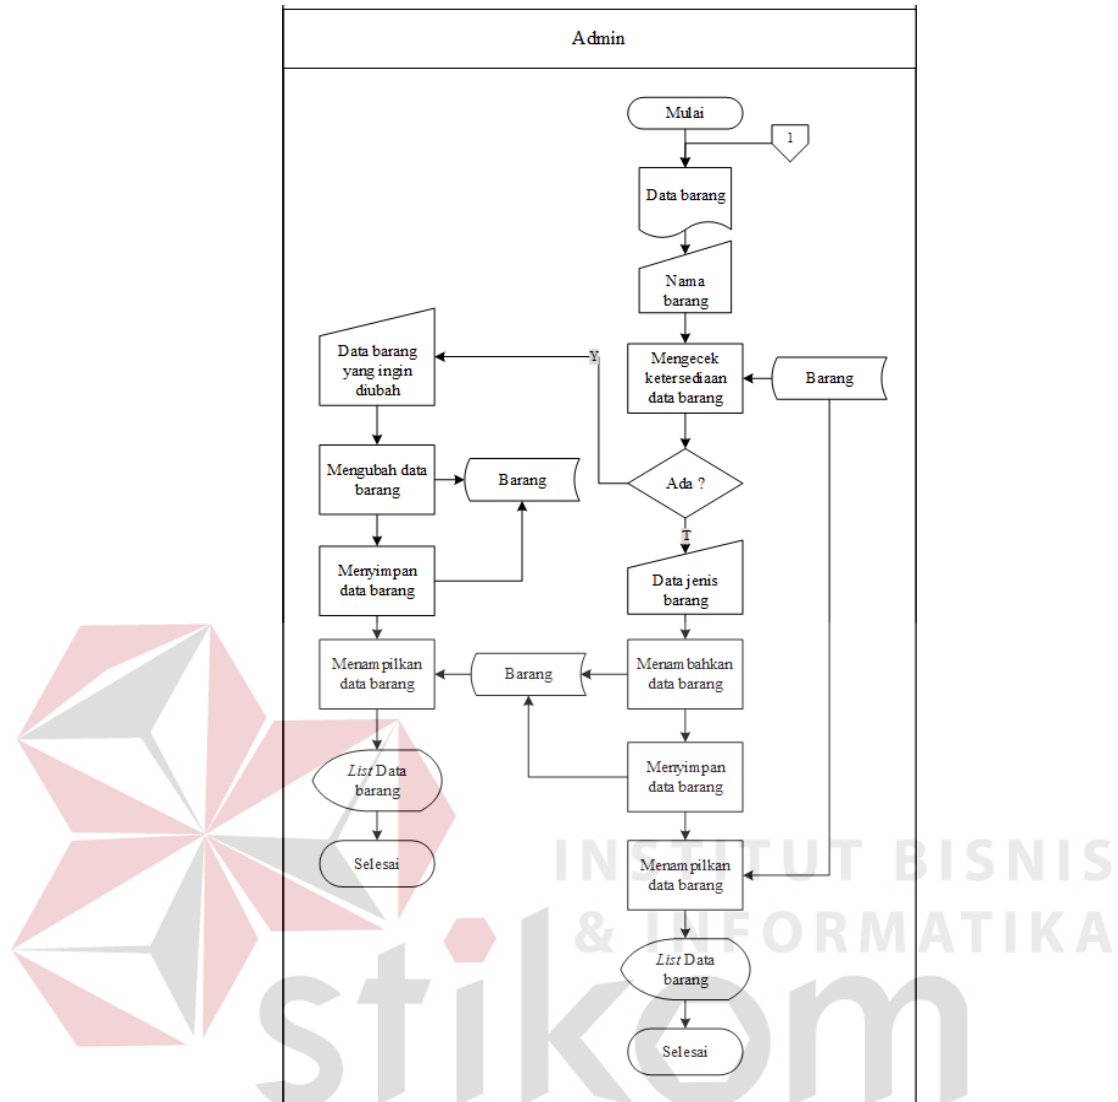 Admin
Mulai
1
Data barang
Nama
barang
Mengecek
ketersediaan
data barang
Barang
Ada ?
Y
Data barang
yang ingin
diubah
Mengubah data
barang
Barang
Menyimpan
data barang
Menampilkan
data barang
List Data
barang
Selesai
T
Data jenis
barang
Menambahkan
data barang
Barang
Menyimpan
data barang
Menampilkan
data barang
List Data
barang
Selesai
INSTITUT BISNIS
& INFORMATIKA
stikom